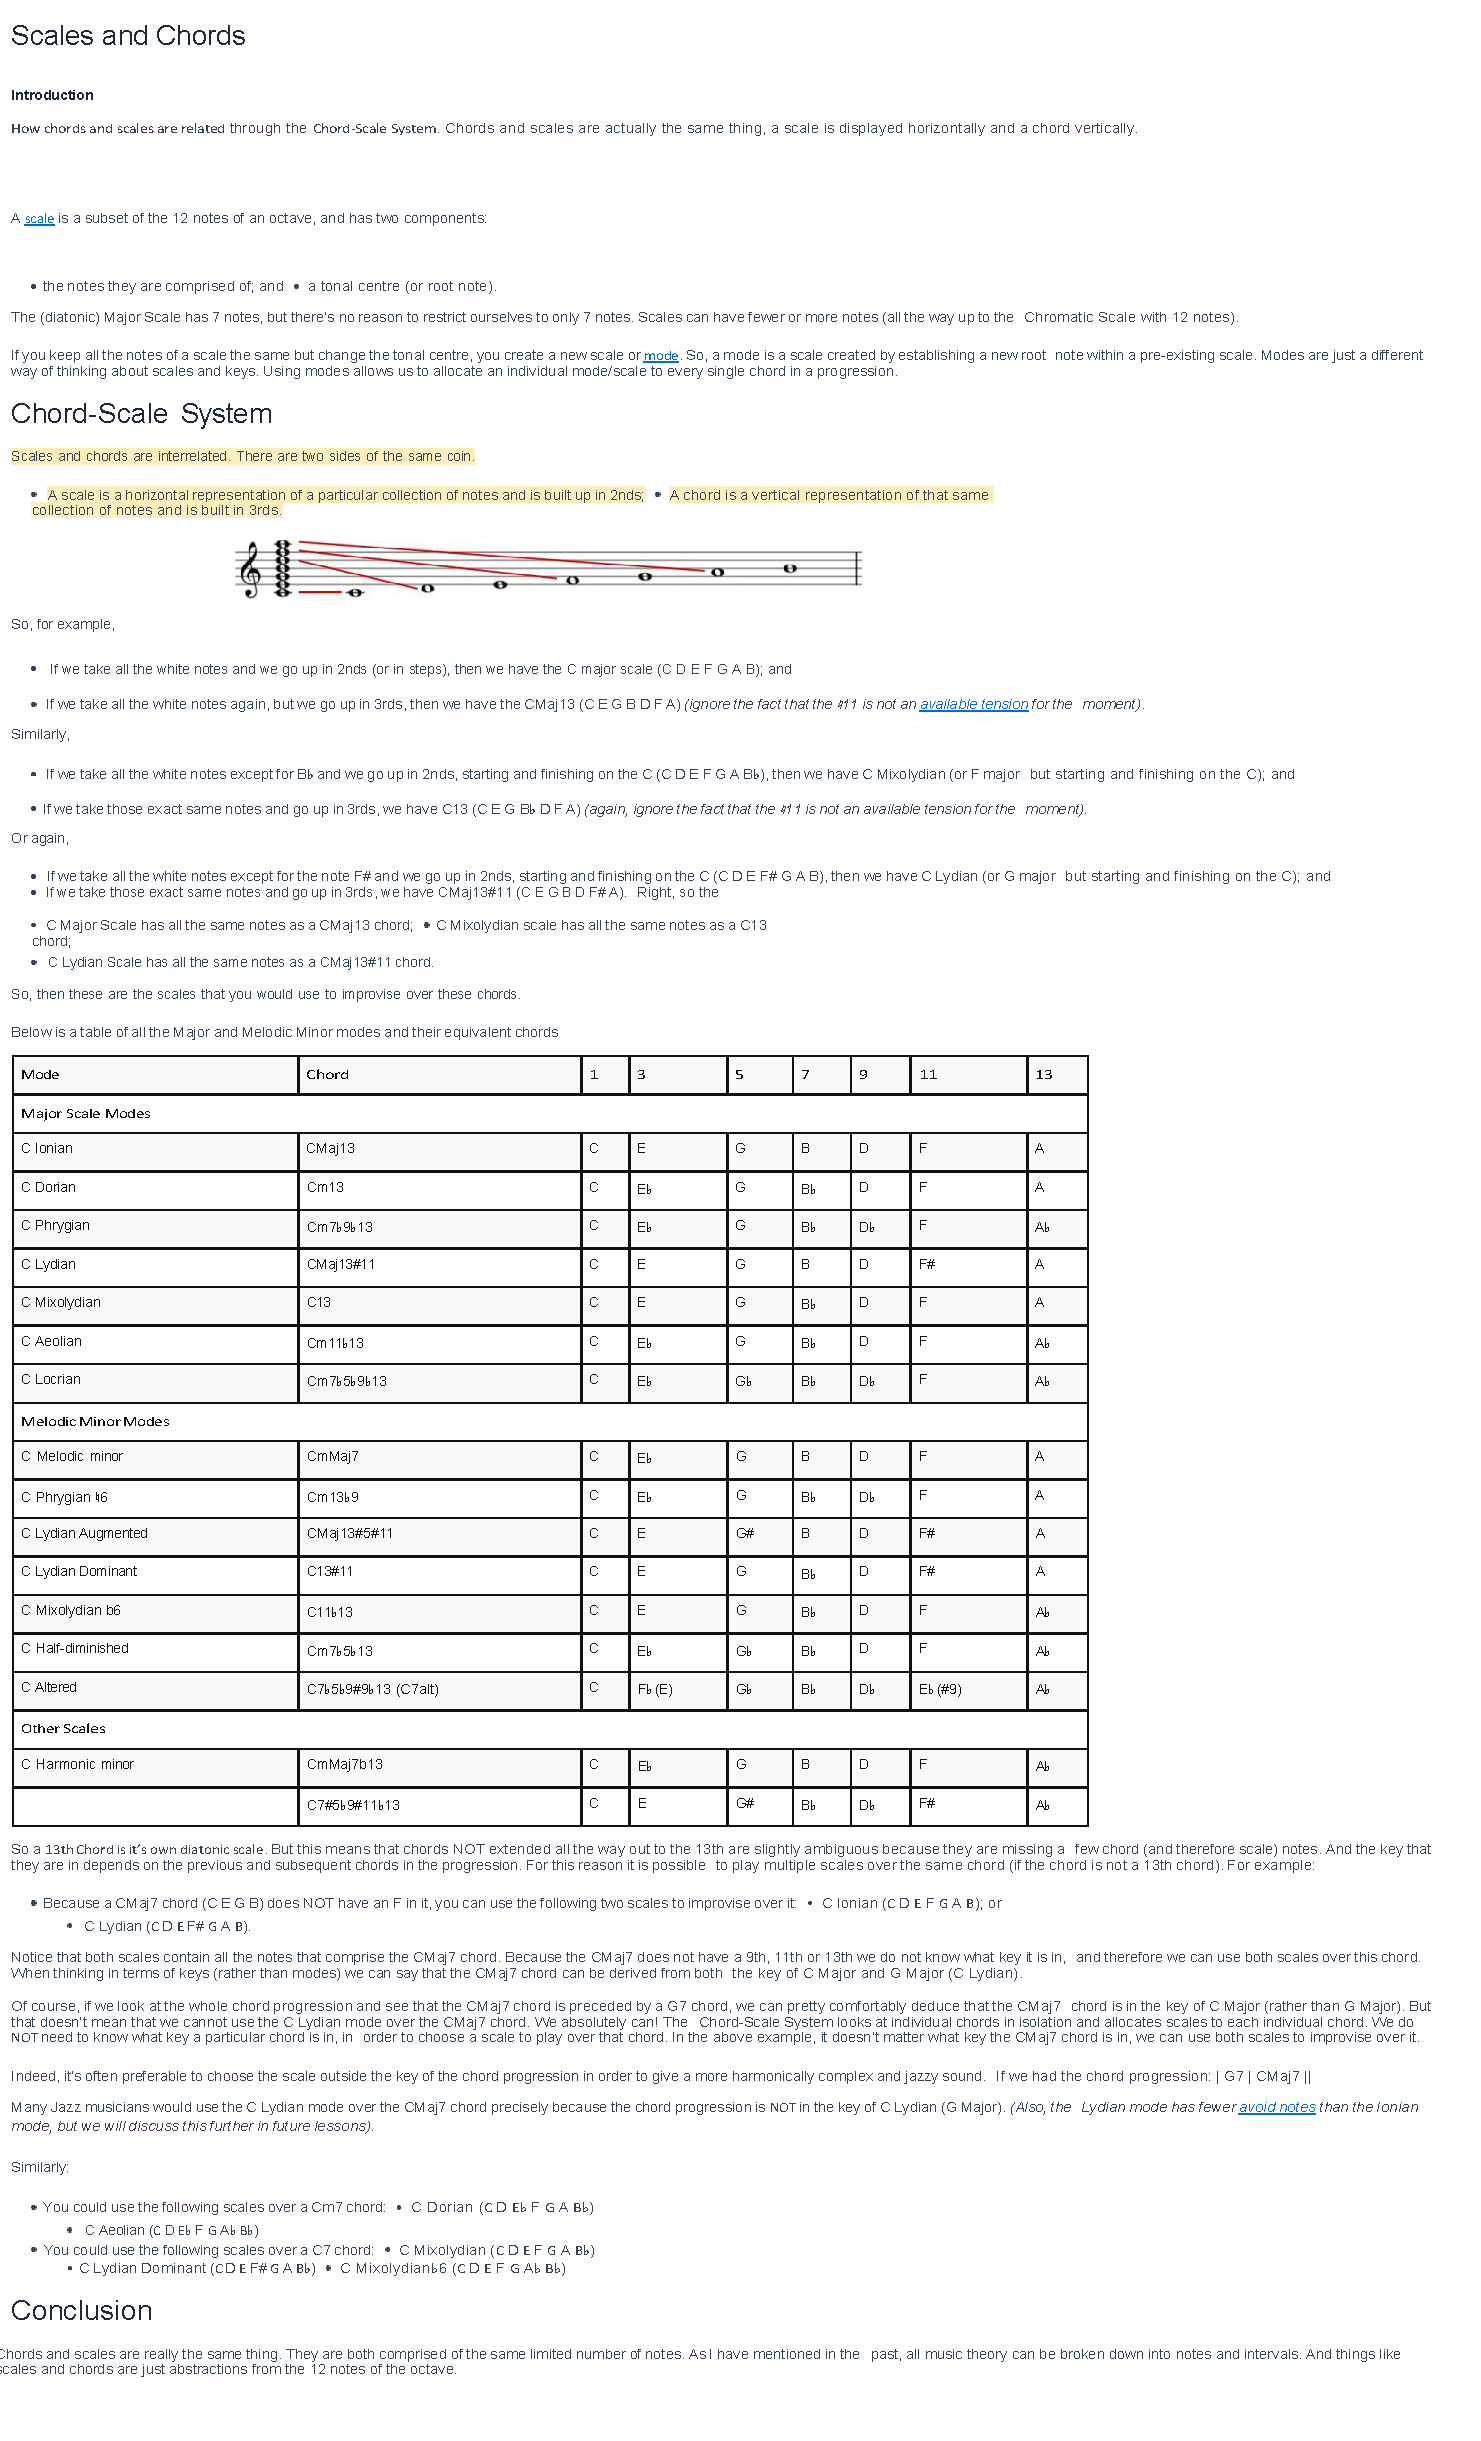 Scales and Chords
Introduction
How chords and scales are related through the Chord-Scale System. Chords and scales are actually the same thing, a scale is displayed horizontally and a chord vertically.
A scale is a subset of the 12 notes of an octave, and has two components:
• the notes they are comprised of; and • a tonal centre (or root note).
The (diatonic) Major Scale has 7 notes, but there's no reason to restrict ourselves to only 7 notes. Scales can have fewer or more notes (all the way up to the Chromatic Scale with 12 notes).
If you keep all the notes of a scale the same but change the tonal centre, you create a new scale or mode. So, a mode is a scale created by establishing a new root note within a pre-existing scale. Modes are just a different
way of thinking about scales and keys. Using modes allows us to allocate an individual mode/scale to every single chord in a progression.
Chord-Scale System
Scales and chords are interrelated. There are two sides of the same coin.
• A scale is a horizontal representation of a particular collection of notes and is built up in 2nds; • A chord is a vertical representation of that same
collection of notes and is built in 3rds.
So, for example,
• If we take all the white notes and we go up in 2nds (or in steps), then we have the C major scale (C D E F G A B); and
• If we take all the white notes again, but we go up in 3rds, then we have the CMaj13 (C E G B D F A) (ignore the fact that the ♮11 is not an available tension for the moment).
Similarly,
• If we take all the white notes except for B♭ and we go up in 2nds, starting and finishing on the C (C D E F G A B♭), then we have C Mixolydian (or F major but starting and finishing on the C); and
• If we take those exact same notes and go up in 3rds, we have C13 (C E G B♭ D F A) (again, ignore the fact that the ♮11 is not an available tension for the moment).
Or again,
• If we take all the white notes except for the note F# and we go up in 2nds, starting and finishing on the C (C D E F# G A B), then we have C Lydian (or G major but starting and finishing on the C); and
• If we take those exact same notes and go up in 3rds, we have CMaj13#11 (C E G B D F# A). Right, so the
• C Major Scale has all the same notes as a CMaj13 chord; • C Mixolydian scale has all the same notes as a C13
chord;
• C Lydian Scale has all the same notes as a CMaj13#11 chord.
So, then these are the scales that you would use to improvise over these chords.
Below is a table of all the Major and Melodic Minor modes and their equivalent chords
Mode Chord 1 3 5 7 9 11 13
Major Scale Modes
C Ionian CMaj13 C E G B D F A
C Dorian Cm13 C E♭ G B♭ D F A
C Phrygian Cm7♭9♭13 C E♭ G B♭ D♭ F A♭
C Lydian CMaj13#11 C E G B D F# A
C Mixolydian C13 C E G B♭ D F A
C Aeolian Cm11♭13 C E♭ G B♭ D F A♭
C Locrian Cm7♭5♭9♭13 C E♭ G♭ B♭ D♭ F A♭
Melodic Minor Modes
C Melodic minor CmMaj7 C E♭ G B D F A
C Phrygian ♮6 Cm13♭9 C E♭ G B♭ D♭ F A
C Lydian Augmented CMaj13#5#11 C E G# B D F# A
C Lydian Dominant C13#11 C E G B♭ D F# A
C Mixolydian b6 C11♭13 C E G B♭ D F A♭
C Half-diminished Cm7♭5♭13 C E♭ G♭ B♭ D F A♭
C Altered C7♭5♭9#9♭13 (C7alt) C F♭ (E) G♭ B♭ D♭ E♭ (#9) A♭
Other Scales
C Harmonic minor CmMaj7b13 C E♭ G B D F A♭
C7#5♭9#11♭13 C E G# B♭ D♭ F# A♭
So a 13th Chord is it's own diatonic scale. But this means that chords NOT extended all the way out to the 13th are slightly ambiguous because they are missing a few chord (and therefore scale) notes. And the key that
they are in depends on the previous and subsequent chords in the progression. For this reason it is possible to play multiple scales over the same chord (if the chord is not a 13th chord). For example:
• Because a CMaj7 chord (C E G B) does NOT have an F in it, you can use the following two scales to improvise over it: • C Ionian (C D E F G A B); or
• C Lydian (C D E F# G A B).
Notice that both scales contain all the notes that comprise the CMaj7 chord. Because the CMaj7 does not have a 9th, 11th or 13th we do not know what key it is in, and therefore we can use both scales over this chord.
When thinking in terms of keys (rather than modes) we can say that the CMaj7 chord can be derived from both the key of C Major and G Major (C Lydian).
Of course, if we look at the whole chord progression and see that the CMaj7 chord is preceded by a G7 chord, we can pretty comfortably deduce that the CMaj7 chord is in the key of C Major (rather than G Major). But
that doesn't mean that we cannot use the C Lydian mode over the CMaj7 chord. We absolutely can! The Chord-Scale System looks at individual chords in isolation and allocates scales to each individual chord. We do
NOT need to know what key a particular chord is in, in order to choose a scale to play over that chord. In the above example, it doesn't matter what key the CMaj7 chord is in, we can use both scales to improvise over it.
Indeed, it's often preferable to choose the scale outside the key of the chord progression in order to give a more harmonically complex and jazzy sound. If we had the chord progression: | G7 | CMaj7 ||
Many Jazz musicians would use the C Lydian mode over the CMaj7 chord precisely because the chord progression is NOT in the key of C Lydian (G Major). (Also, the Lydian mode has fewer avoid notes than the Ionian
mode, but we will discuss this further in future lessons).
Similarly:
• You could use the following scales over a Cm7 chord: • C Dorian (C D E♭ F G A B♭)
• C Aeolian (C D E♭ F G A♭ B♭)
• You could use the following scales over a C7 chord: • C Mixolydian (C D E F G A B♭)
• C Lydian Dominant (C D E F# G A B♭) • C Mixolydian♭6 (C D E F G A♭ B♭)
Conclusion
Chords and scales are really the same thing. They are both comprised of the same limited number of notes. As I have mentioned in the past, all music theory can be broken down into notes and intervals. And things like
scales and chords are just abstractions from the 12 notes of the octave.